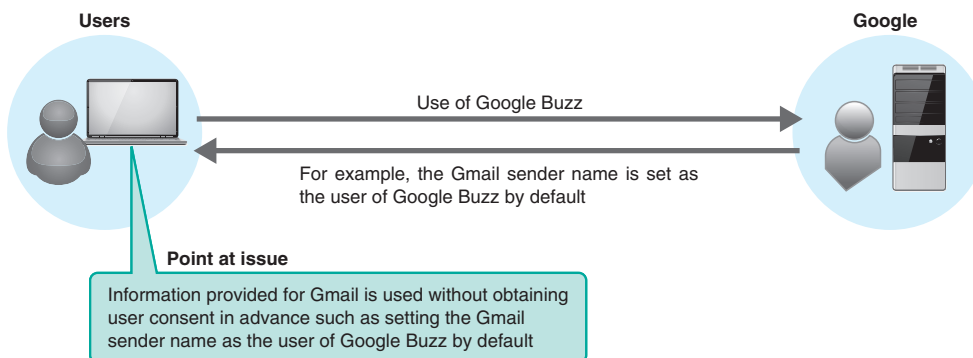 Users
Google
Use of Google Buzz
For example, the Gmail sender name is set as
the user of Google Buzz by default
Point at issue
Information provided for Gmail is used without obtaining
user consent in advance such as setting the Gmail
sender name as the user of Google Buzz by default